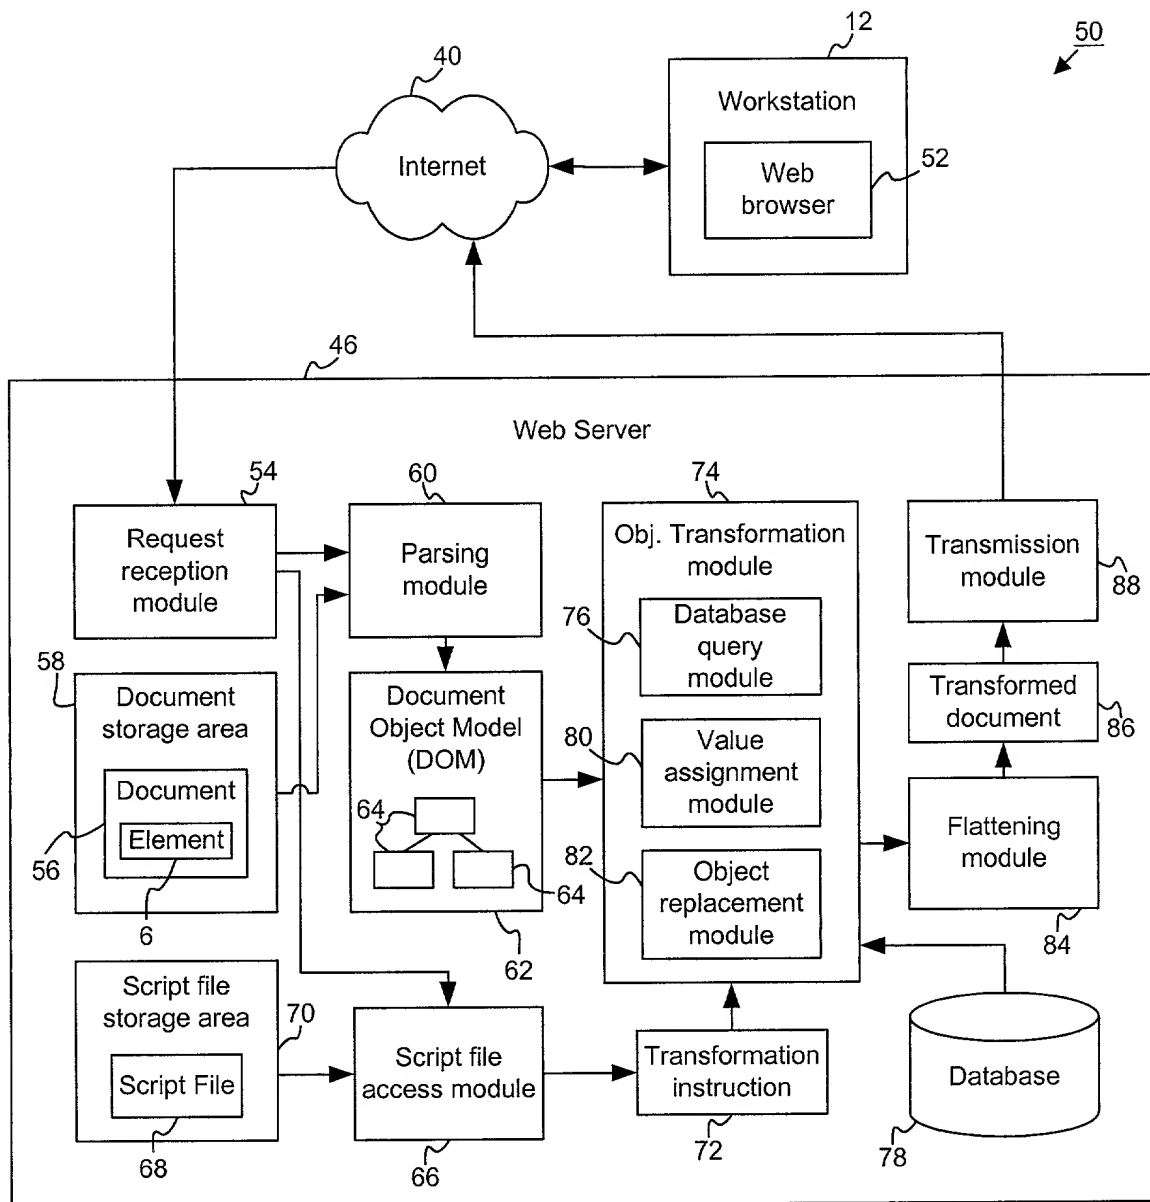 50
12
Workstation
Web
browser
52
40
Internet
46
Web Server
54
Request
reception
module
60
Parsing
module
74
Obj. Transformation
module
76
Database
query
module
80
Value
assignment
module
82
Object
replacement
module
Transmission
module
88
Transformed
document
86
Flattening
module
84
58
Document
storage area
Document
Element
56
6
Document
Object Model
(DOM)
64
64
62
Script file
storage area
70
Script File
68
Script file
access module
66
Transformation
instruction
72
Database
78